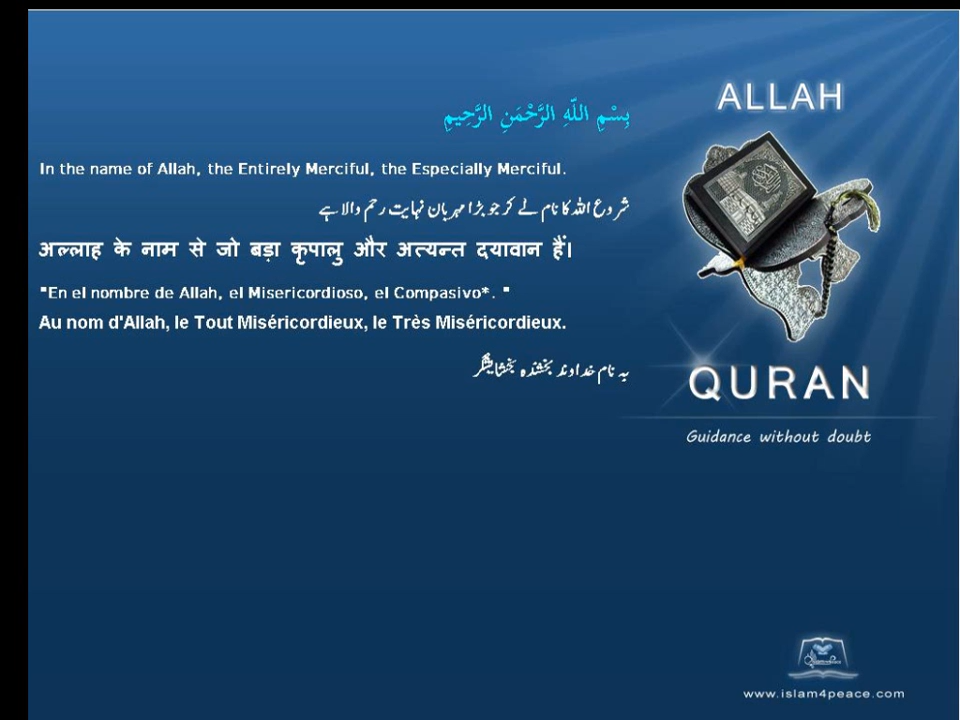 بِسْمِ اللَّهِ الرَّحْمَنِ الرَّحِيمِ
In the name of Allah, the Entirely Merciful, the Especially Merciful.
شروع الله کا نام لے کر جو بڑا مہربان نہایت رحم والا ہے
अल्लाह के नाम से जो बड़ा कृपालु और अत्यन्त दयावान हैं।
"En el nombre de Allah, el Misericordioso, el Compasivo*. "
Au nom d'Allah, le Tout Miséricordieux, le Très Miséricordieux.
به نام خداوند بخشنده بخشایشگر
ALLAH
QURAN
Guidance without doubt
www.islam4peace.com